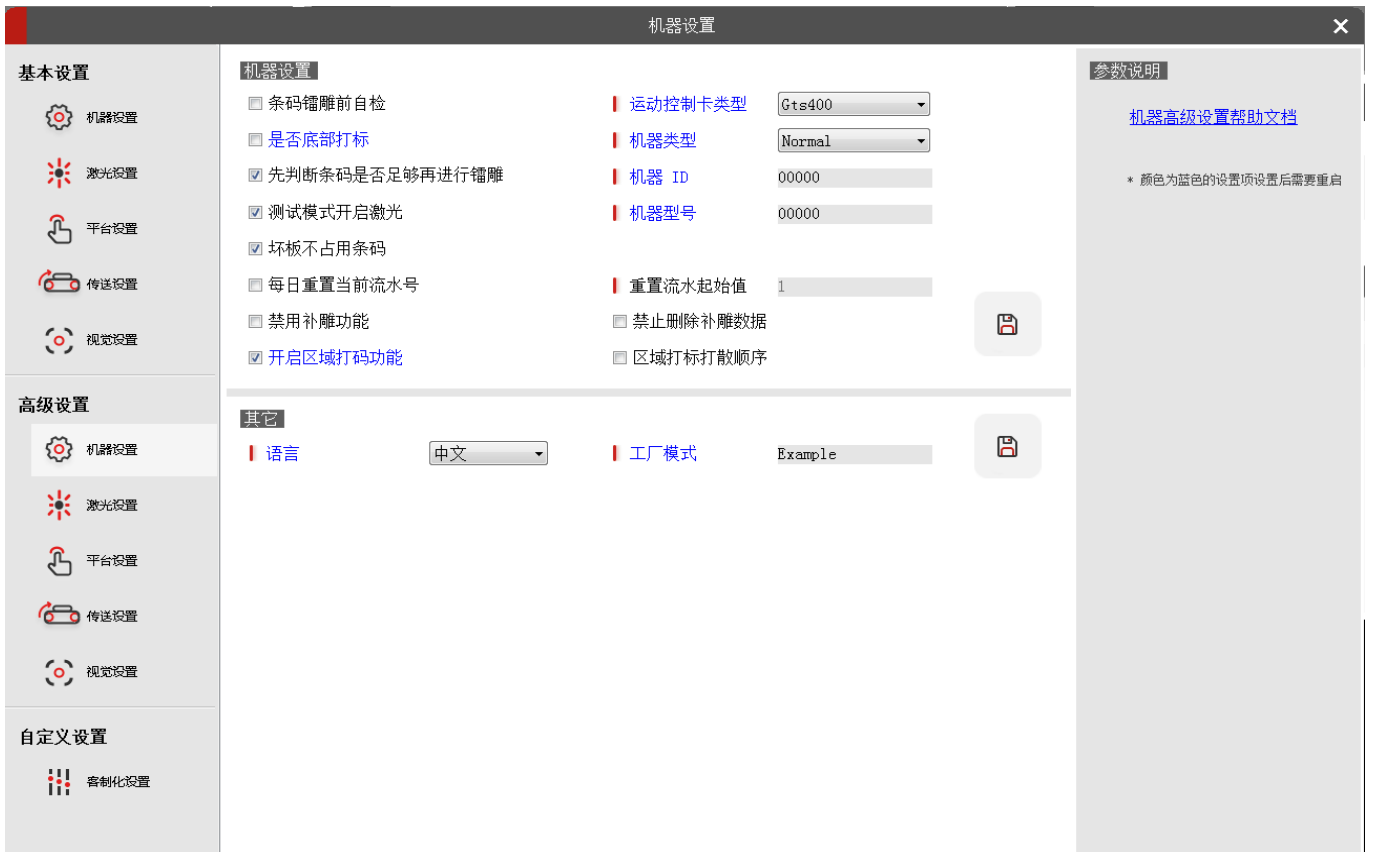 机器设置
基本设置
机器设置
激光设置
平台设置
传送设置
视觉设置
高级设置
机器设置
激光设置
平台设置
传送设置
视觉设置
自定义设置
客制化设置
机器设置
条码镭雕前自检
运动控制卡类型 Gts400
是否底部打标
机器类型 Normal
先判断条码是否足够再进行镭雕
机器 ID 00000
测试模式开启激光
机器型号 00000
坏板不占用条码
每日重置当前流水号
重置流水起始值 1
禁用补雕功能
禁止删除补雕数据
开启区域打码功能
区域打标打散顺序
其它
语言 中文
工厂模式 Example
参数说明
机器高级设置帮助文档
* 颜色为蓝色的设置项设置后需要重启